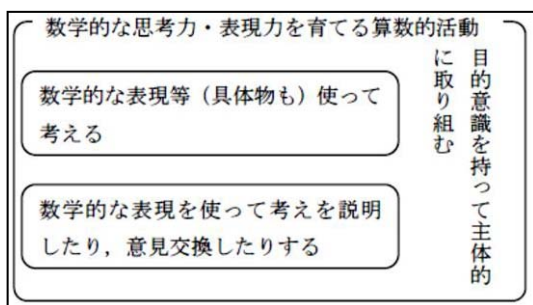 数学的な思考力・表現力を育てる算数的活動
数学的な表現等（具体物も）使って
考える
数学的な表現を使って考えを説明
したり，意見交換したりする
目的意識を持って主体的
に取り組む